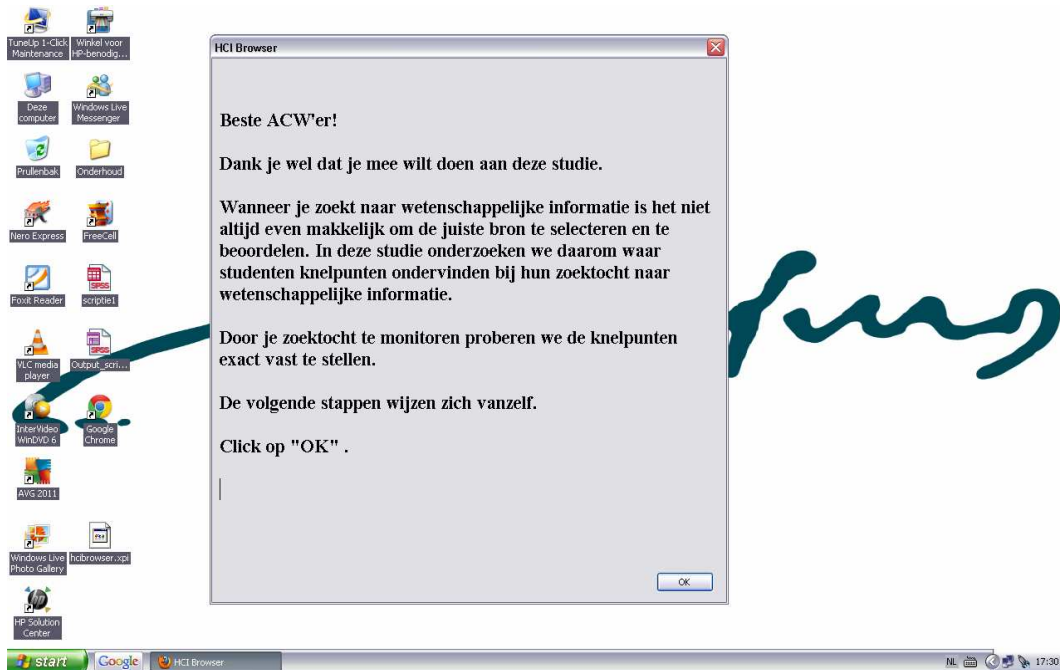 TuneUp 1-Click
Maintenance
Winkel voor
HP-benodig...
Deze
computer
Windows Live
Messenger
Prullenbak
Onderhoud
Nero Express
FreeCell
Foxit Reader
SPSS
scriptie1
VLC media
player
SPSS
Output_scri...
InterVideo
WinDVD 6
Google
Chrome
AVG 2011
Windows Live
Photo Gallery
hcibrowser.xpi
HP Solution
Center
HCI Browser
Beste ACW'er!
Dank je wel dat je mee wilt doen aan deze studie.
Wanneer je zoekt naar wetenschappelijke informatie is het niet
altijd even makkelijk om de juiste bron te selecteren en te
beoordelen. In deze studie onderzoeken we daarom waar
studenten knelpunten ondervinden bij hun zoektocht naar
wetenschappelijke informatie.
Door je zoektocht te monitoren proberen we de knelpunten
exact vast te stellen.
De volgende stappen wijzen zich vanzelf.
Click op "OK" .
OK
start
Google
HCI Browser
NL
17:30